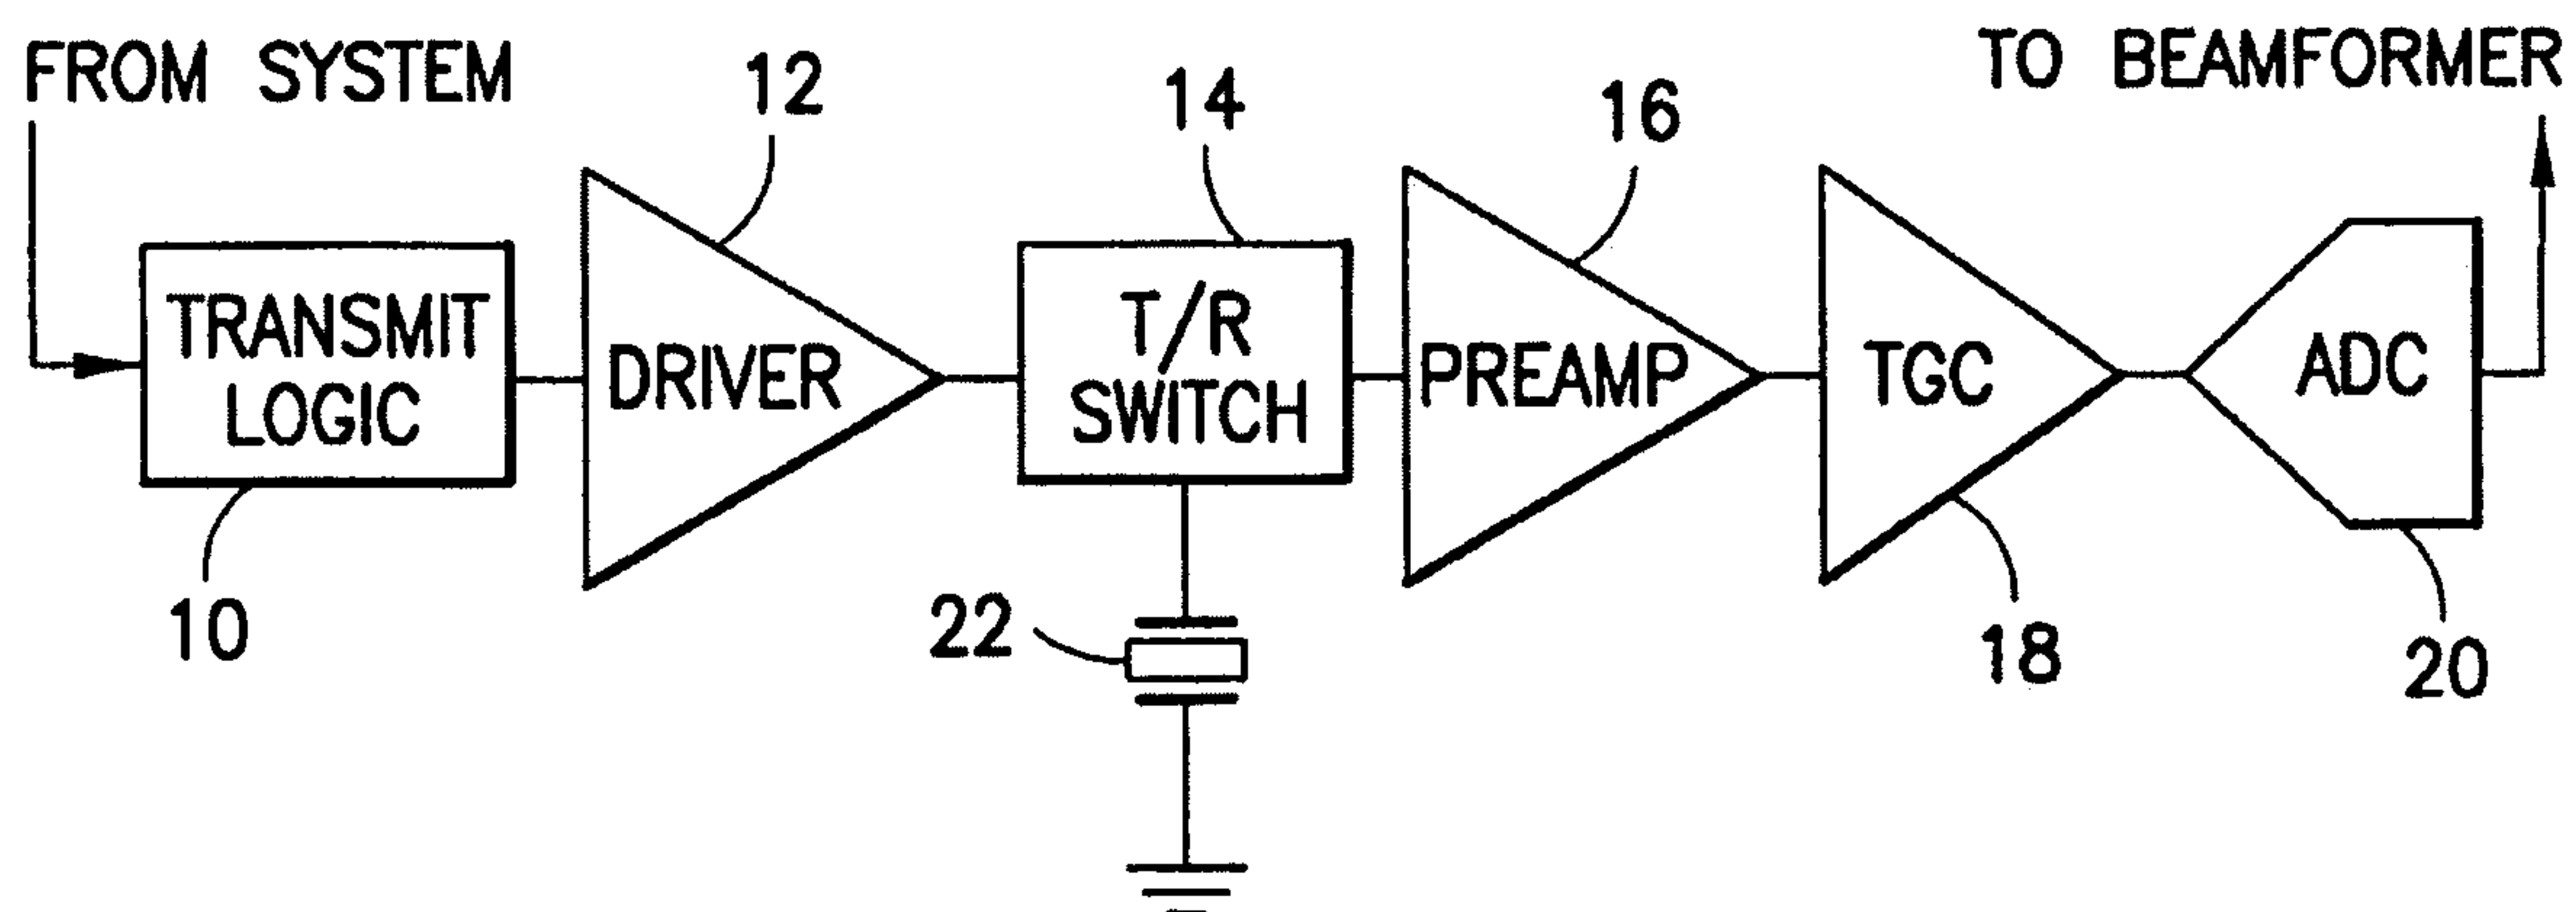 FROM SYSTEM
TO BEAMFORMER
12
14
16
TRANSMIT
LOGIC
DRIVER
T/R
SWITCH
PREAMP
TGC
ADC
10
22
18
20